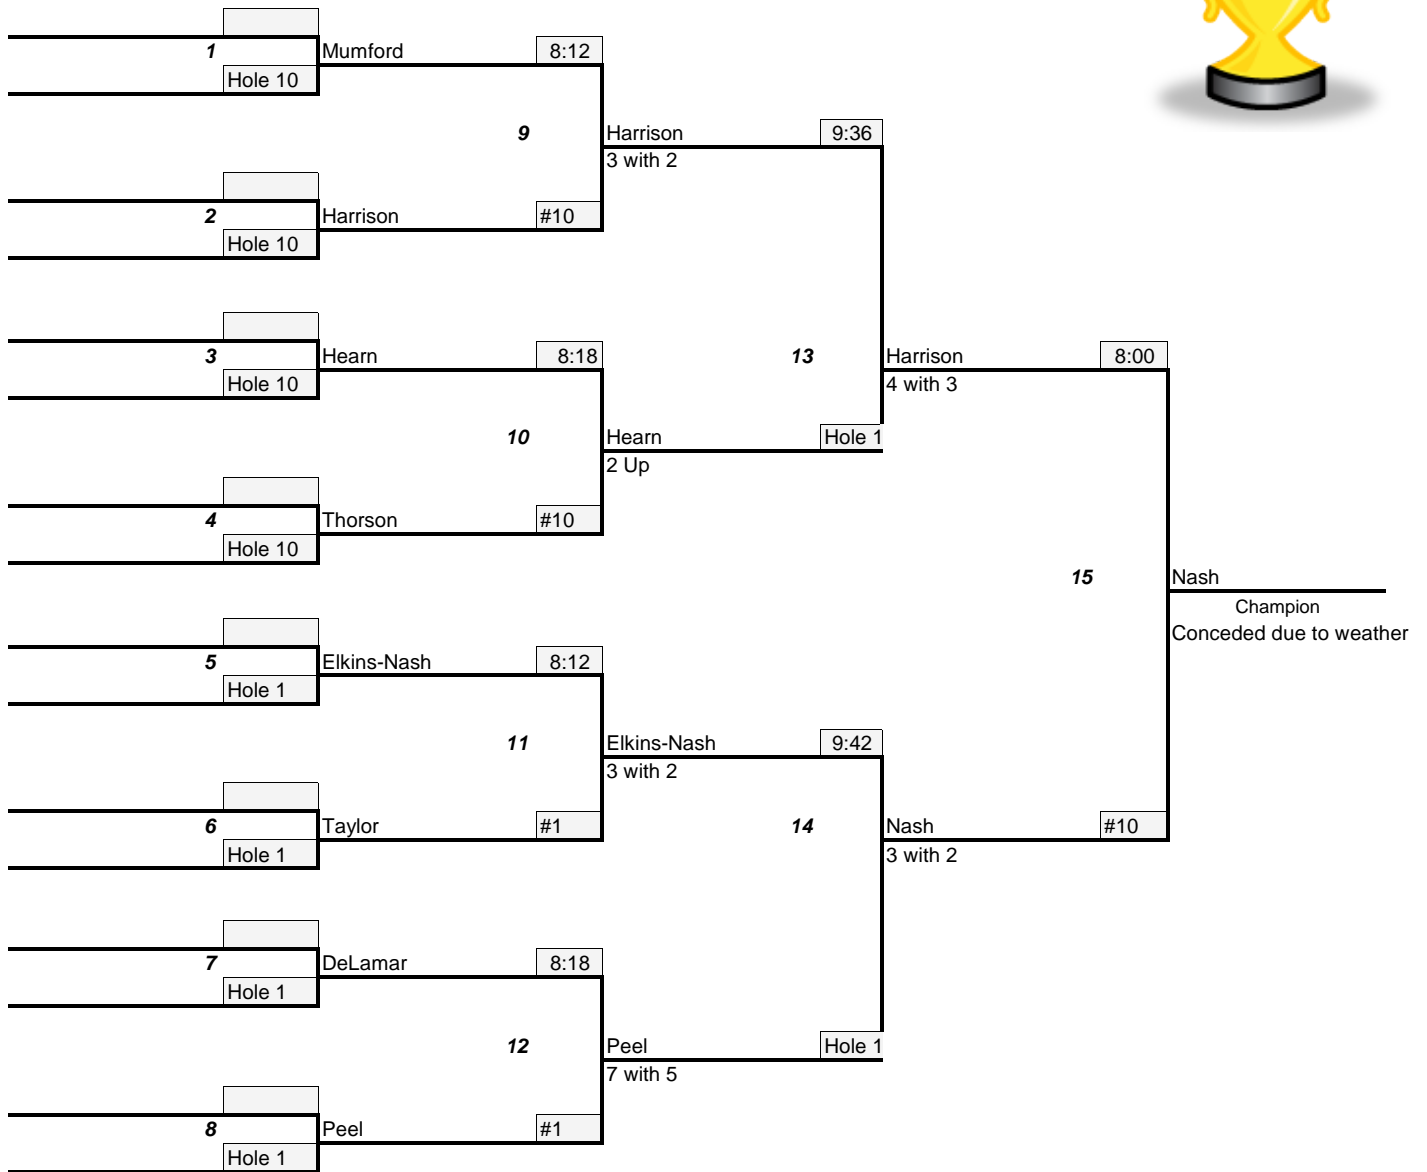 1 Mumford 8:12
Hole 10
9 Harrison 9:36
3 with 2
2 Harrison #10
Hole 10
3 Hearn 8:18 13 Harrison 8:00
Hole 10 4 with 3
10 Hearn Hole 1
2 Up
4 Thorson #10
Hole 10
15 Nash
Champion
Conceded due to weather
5 Elkins-Nash 8:12
Hole 1
11 Elkins-Nash 9:42
3 with 2
6 Taylor #1 14 Nash #10
Hole 1 3 with 2
7 DeLamar 8:18
Hole 1
12 Peel Hole 1
7 with 5
8 Peel #1
Hole 1